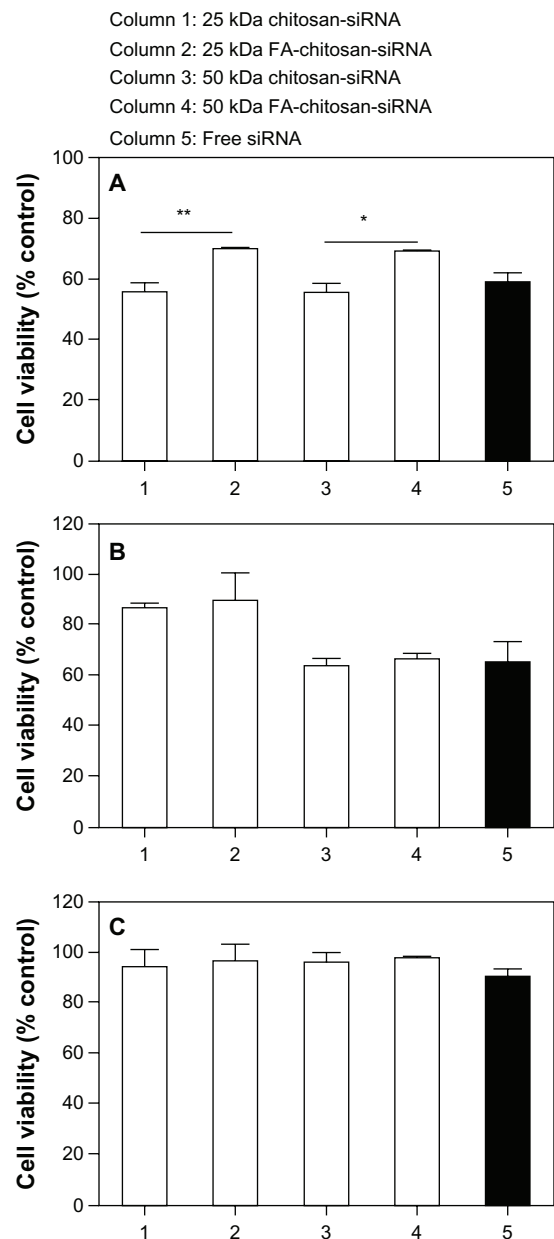 Column 1: 25 kDa chitosan-siRNA
Column 2: 25 kDa FA-chitosan-siRNA
Column 3: 50 kDa chitosan-siRNA
Column 4: 50 kDa FA-chitosan-siRNA
Column 5: Free siRNA
A
Cell viability (% control)
100
80
60
40
20
0
**
*
1 2 3 4 5
B
Cell viability (% control)
120
100
80
60
40
20
0
1 2 3 4 5
C
Cell viability (% control)
120
100
80
60
40
20
0
1 2 3 4 5